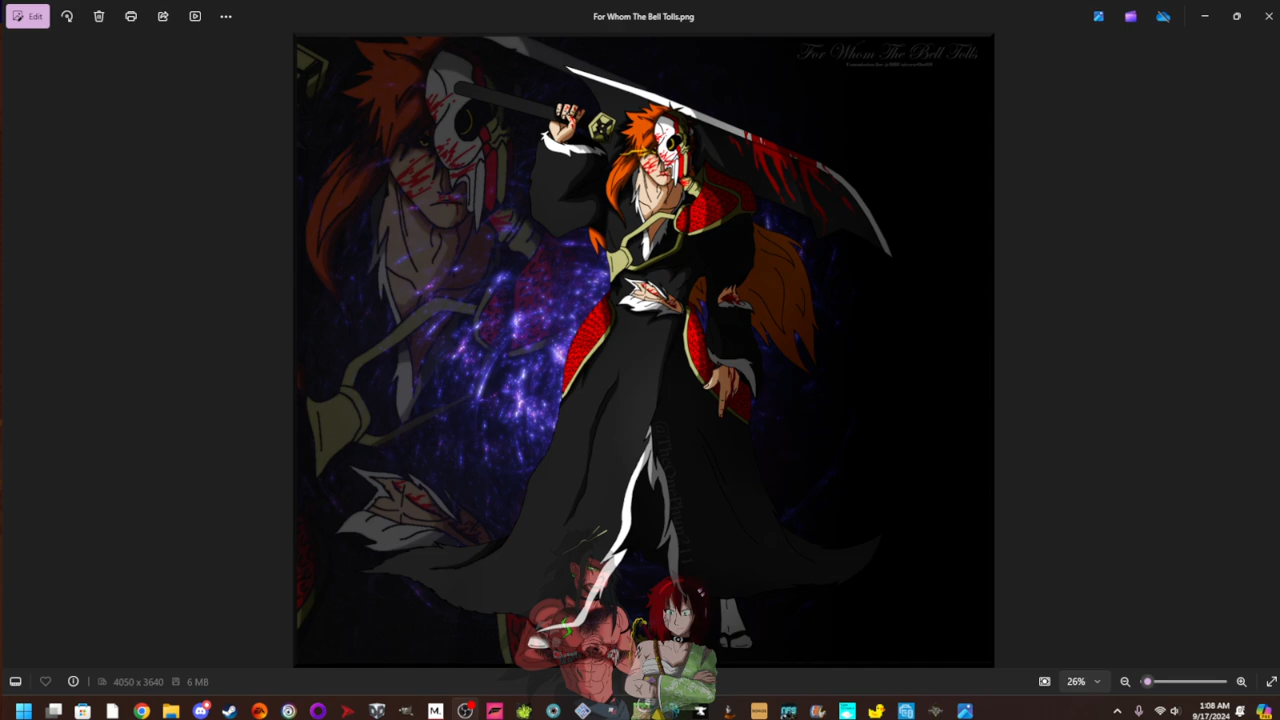 Edit
For Whom The Bell Tolls.png
For Whom The Bell Tolls
4050 x 3640
6 MB
26%
1:08 AM
9/17/2024